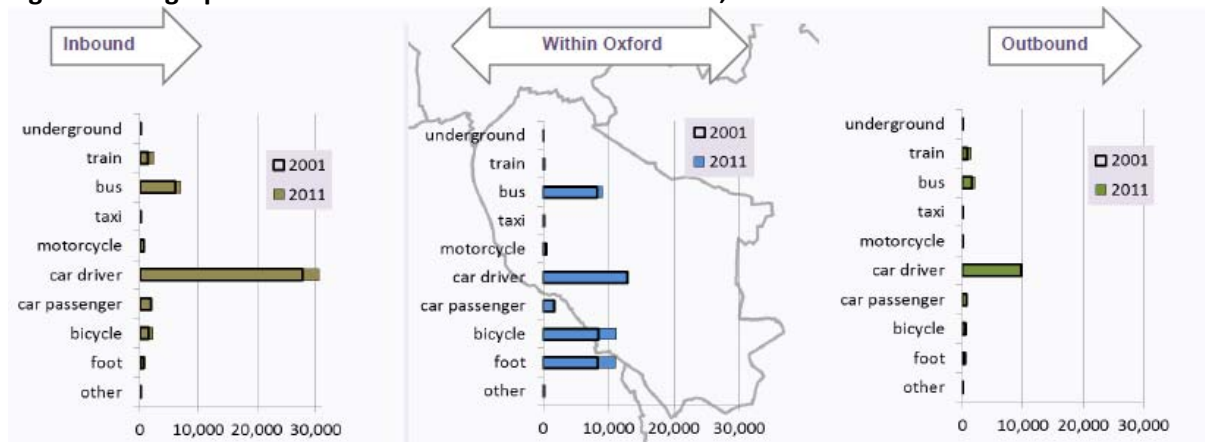 Inbound
Within Oxford
Outbound
underground
train
bus
taxi
motorcycle
car driver
car passenger
bicycle
foot
other
2001
2011
0 10,000 20,000 30,000
underground
train
bus
taxi
motorcycle
car driver
car passenger
bicycle
foot
other
2001
2011
0 10,000 20,000 30,000
underground
train
bus
taxi
motorcycle
car driver
car passenger
bicycle
foot
other
2001
2011
0 10,000 20,000 30,000